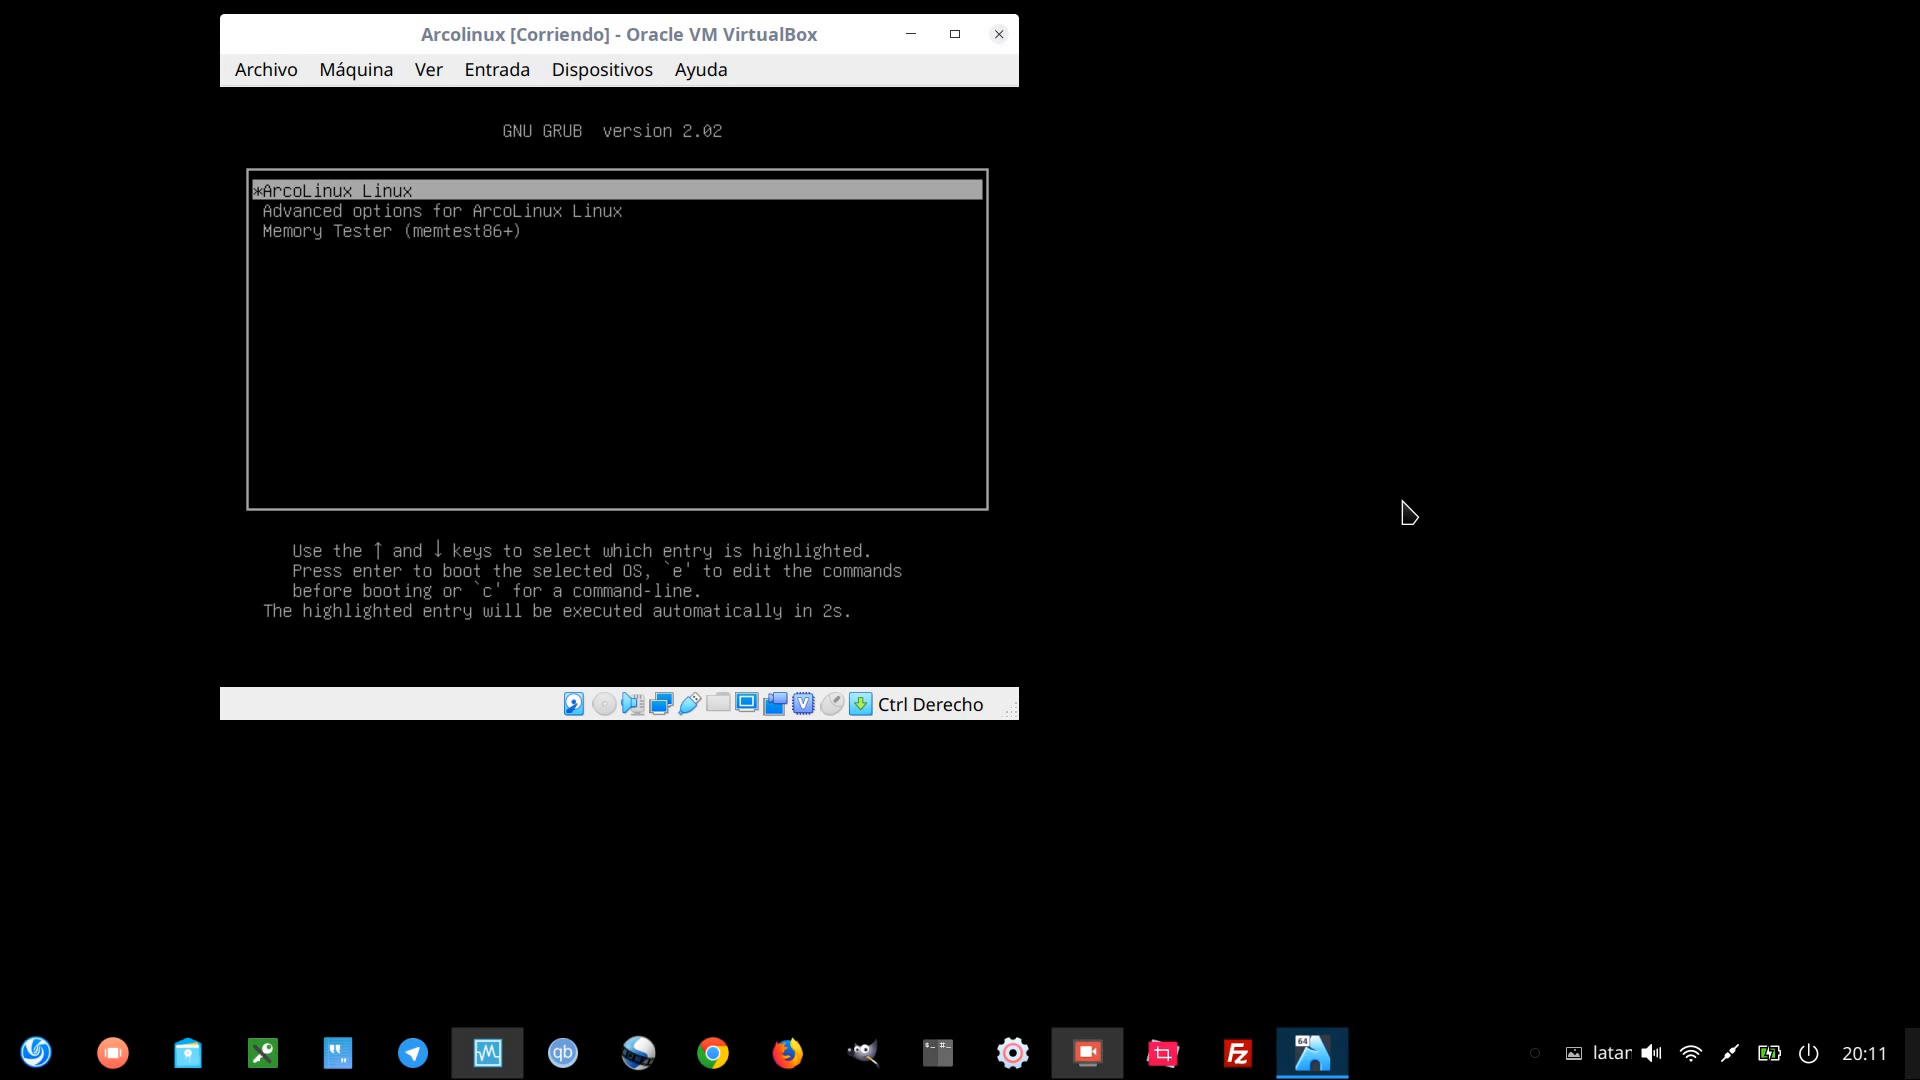 Arcolinux [Corriendo] - Oracle VM VirtualBox
Archivo Máquina Ver Entrada Dispositivos Ayuda
GNU GRUB version 2.02
*ArcoLinux Linux
Advanced options for ArcoLinux Linux
Memory Tester (memtest86+)
Use the ↑ and ↓ keys to select which entry is highlighted.
Press enter to boot the selected OS, `e' to edit the commands
before booting or `c' for a command-line.
The highlighted entry will be executed automatically in 2s.
Ctrl Derecho
qb
Fz
64
latar
20:11